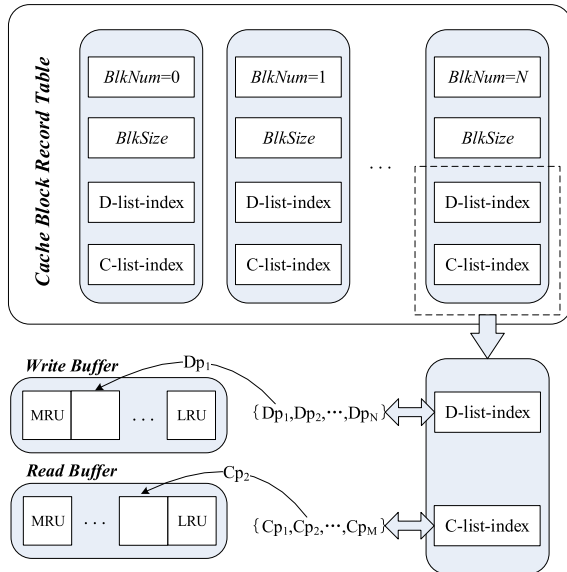 Cache Block Record Table
BlkNum=0
BlkSize
D-list-index
C-list-index
BlkNum=1
BlkSize
D-list-index
C-list-index
. . .
BlkNum=N
BlkSize
D-list-index
C-list-index
Write Buffer
MRU
. . .
LRU
Dp₁
{Dp₁,Dp₂,···,Dp_N}
D-list-index
Read Buffer
MRU
. . .
LRU
Cp₂
{Cp₁,Cp₂,···,Cp_M}
C-list-index